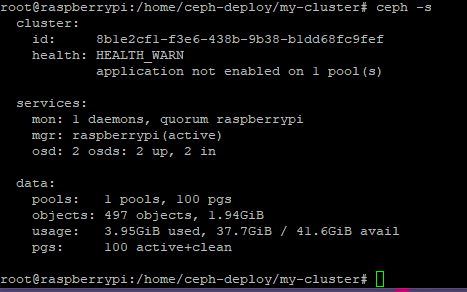 root@raspberrypi:/home/ceph-deploy/my-cluster# ceph -s
  cluster:
    id:     8b1e2cf1-f3e6-438b-9b38-b1dd68fc9fef
    health: HEALTH_WARN
            application not enabled on 1 pool(s)

  services:
    mon: 1 daemons, quorum raspberrypi
    mgr: raspberrypi(active)
    osd: 2 osds: 2 up, 2 in

  data:
    pools:   1 pools, 100 pgs
    objects: 497 objects, 1.94GiB
    usage:   3.95GiB used, 37.7GiB / 41.6GiB avail
    pgs:     100 active+clean

root@raspberrypi:/home/ceph-deploy/my-cluster#